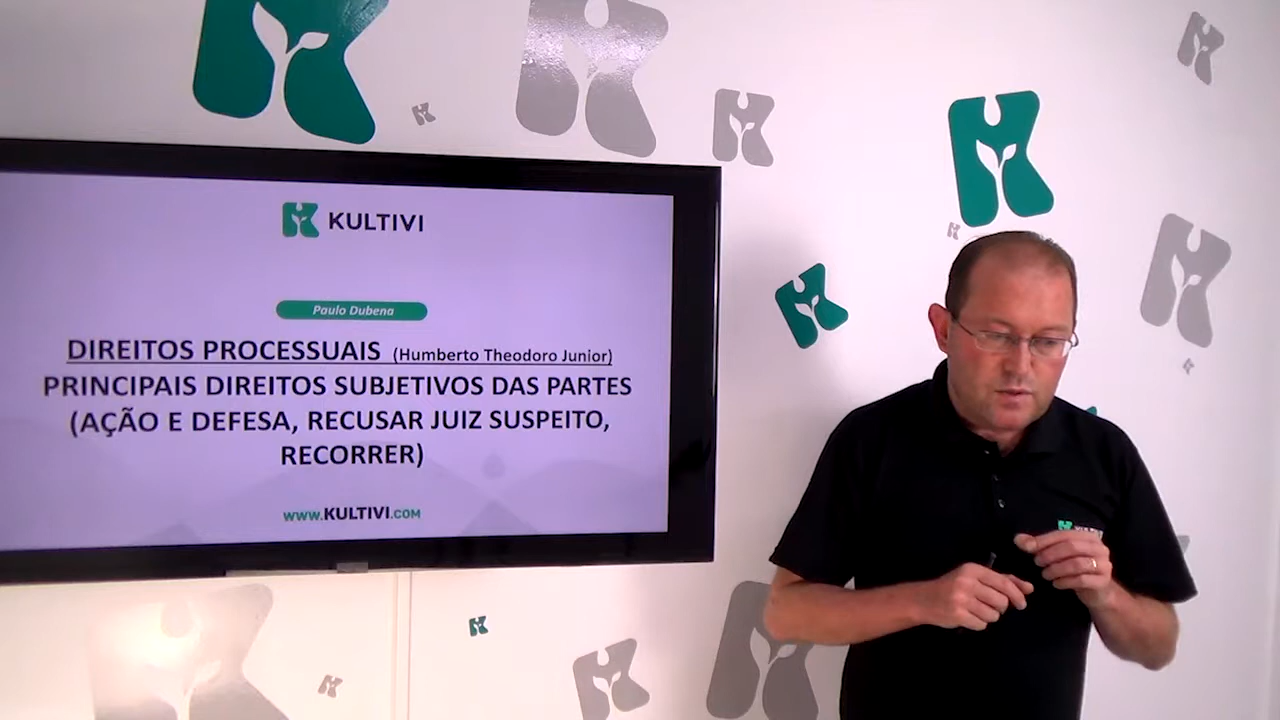 KULTIVI
Paulo Dubena
DIREITOS PROCESSUAIS (Humberto Theodoro Junior)
PRINCIPAIS DIREITOS SUBJETIVOS DAS PARTES
(AÇÃO E DEFESA, RECUSAR JUIZ SUSPEITO,
RECORRER)
WWW.KULTIVI.COM